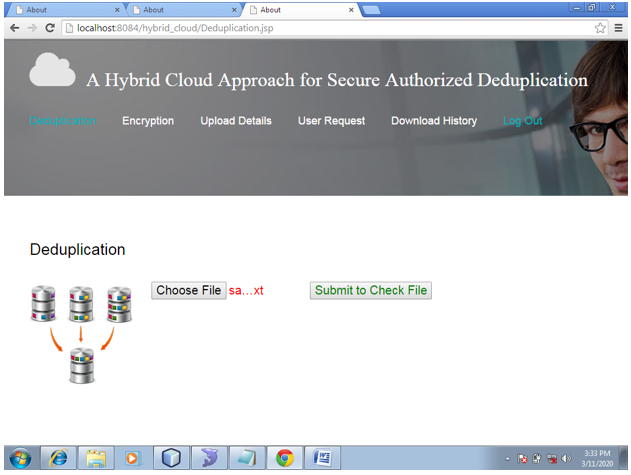 About About About
localhost:8084/hybrid_cloud/Deduplication.jsp
A Hybrid Cloud Approach for Secure Authorized Deduplication
Deduplication Encryption Upload Details User Request Download History Log Out
Deduplication
Choose File sa...xt Submit to Check File
3:33 PM
3/11/2020